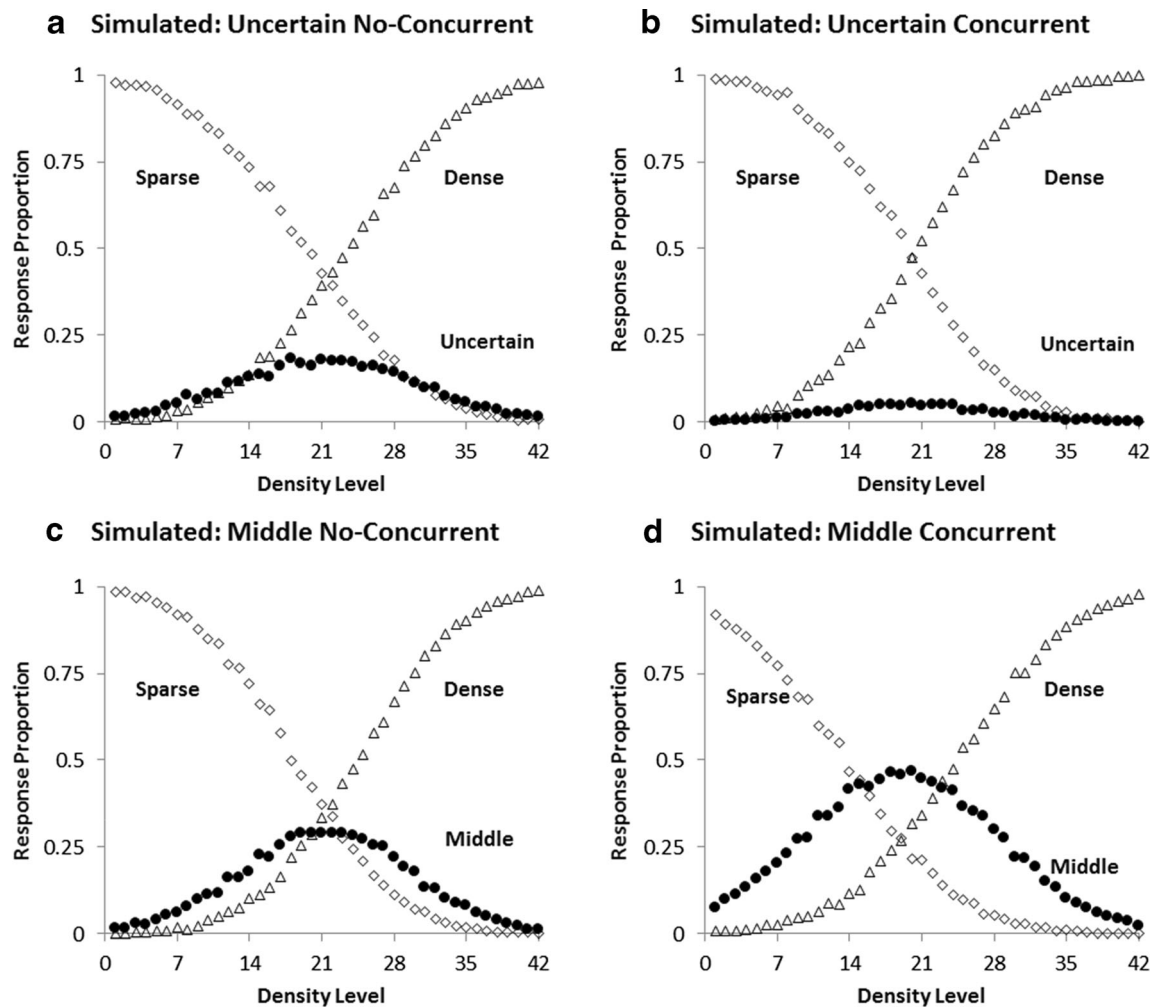 a Simulated: Uncertain No-Concurrent
1
0.75
0.5
0.25
0
Response Proportion
Sparse
Dense
Uncertain
0 7 14 21 28 35 42
Density Level
b Simulated: Uncertain Concurrent
1
0.75
0.5
0.25
0
Response Proportion
Sparse
Dense
Uncertain
0 7 14 21 28 35 42
Density Level
c Simulated: Middle No-Concurrent
1
0.75
0.5
0.25
0
Response Proportion
Sparse
Dense
Middle
0 7 14 21 28 35 42
Density Level
d Simulated: Middle Concurrent
1
0.75
0.5
0.25
0
Response Proportion
Sparse
Dense
Middle
0 7 14 21 28 35 42
Density Level